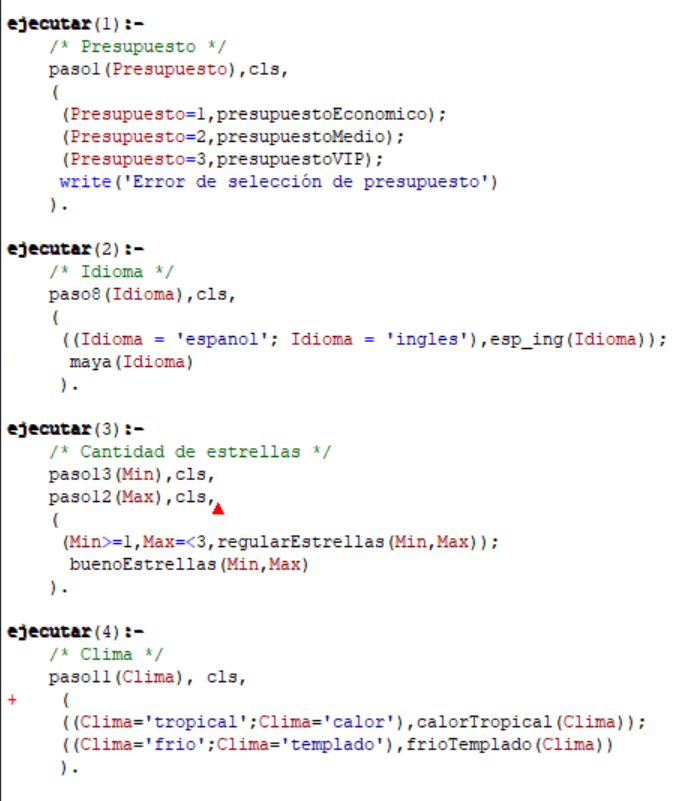 ejecutar(1):-
/* Presupuesto */
paso1(Presupuesto),cls,
(
(Presupuesto=1,presupuestoEconomico);
(Presupuesto=2,presupuestoMedio);
(Presupuesto=3,presupuestoVIP);
write('Error de selección de presupuesto')
).
ejecutar(2):-
/* Idioma */
paso8(Idioma),cls,
(
((Idioma = 'espanol'; Idioma = 'ingles'),esp_ing(Idioma));
maya(Idioma)
).
ejecutar(3):-
/* Cantidad de estrellas */
paso13(Min),cls,
paso12(Max),cls,
(
(Min>=1,Max=<3,regularEstrellas(Min,Max));
buenoEstrellas(Min,Max)
).
ejecutar(4):-
/* Clima */
paso11(Clima), cls,
+ (
((Clima='tropical';Clima='calor'),calorTropical(Clima));
((Clima='frio';Clima='templado'),frioTemplado(Clima))
).